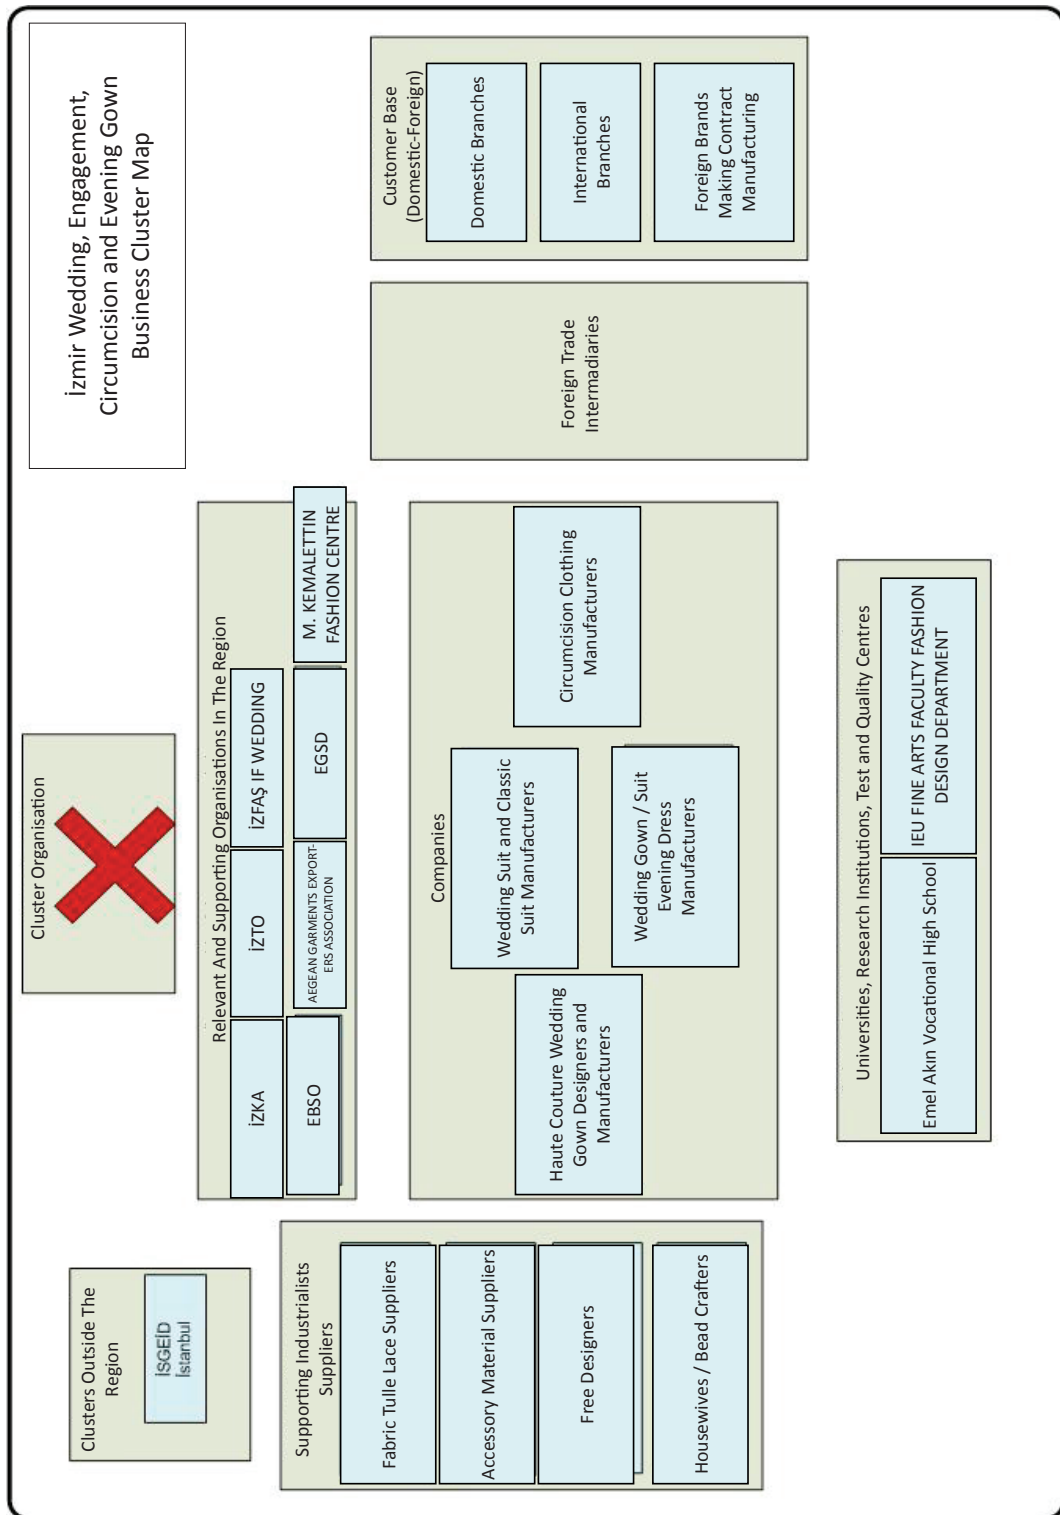 İzmir Wedding, Engagement,
Circumcision and Evening Gown
Business Cluster Map
Clusters Outside The
Region
İSGEİD
İstanbul
Cluster Organisation
Relevant And Supporting Organisations In The Region
İZKA
İZTO
İZFAŞ IF WEDDING
EBSO
AEGEAN GARMENTS EXPORT-
ERS ASSOCIATION
EGSD
M. KEMALETTIN
FASHION CENTRE
Supporting Industrialists
Suppliers
Fabric Tulle Lace Suppliers
Accessory Material Suppliers
Free Designers
Housewives / Bead Crafters
Companies
Haute Couture Wedding
Gown Designers and
Manufacturers
Wedding Suit and Classic
Suit Manufacturers
Wedding Gown / Suit
Evening Dress
Manufacturers
Circumcision Clothing
Manufacturers
Foreign Trade
Intermadiaries
Customer Base
(Domestic-Foreign)
Domestic Branches
International
Branches
Foreign Brands
Making Contract
Manufacturing
Universities, Research Institutions, Test and Quality Centres
Emel Akın Vocational High School
IEU FINE ARTS FACULTY FASHION
DESIGN DEPARTMENT